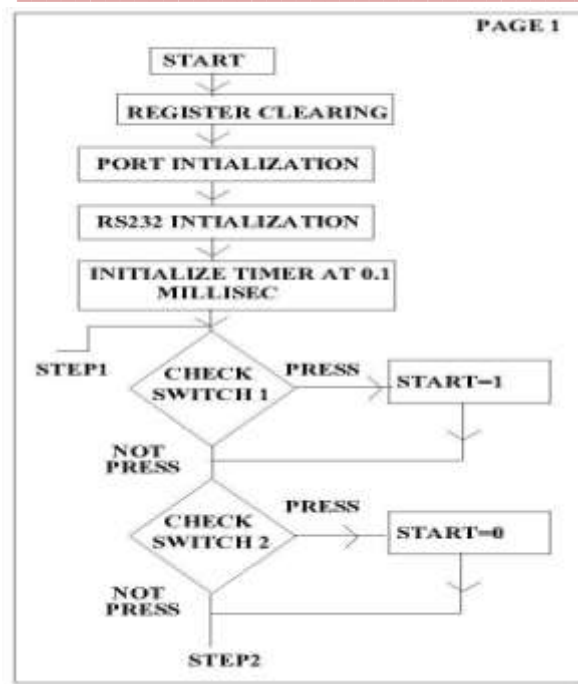 PAGE 1
START
REGISTER CLEARING
PORT INTIALIZATION
RS232 INTIALIZATION
INITIALIZE TIMER AT 0.1
MILLISEC
STEP1
CHECK
SWITCH 1
PRESS
START=1
NOT
PRESS
CHECK
SWITCH 2
PRESS
START=0
NOT
PRESS
STEP2